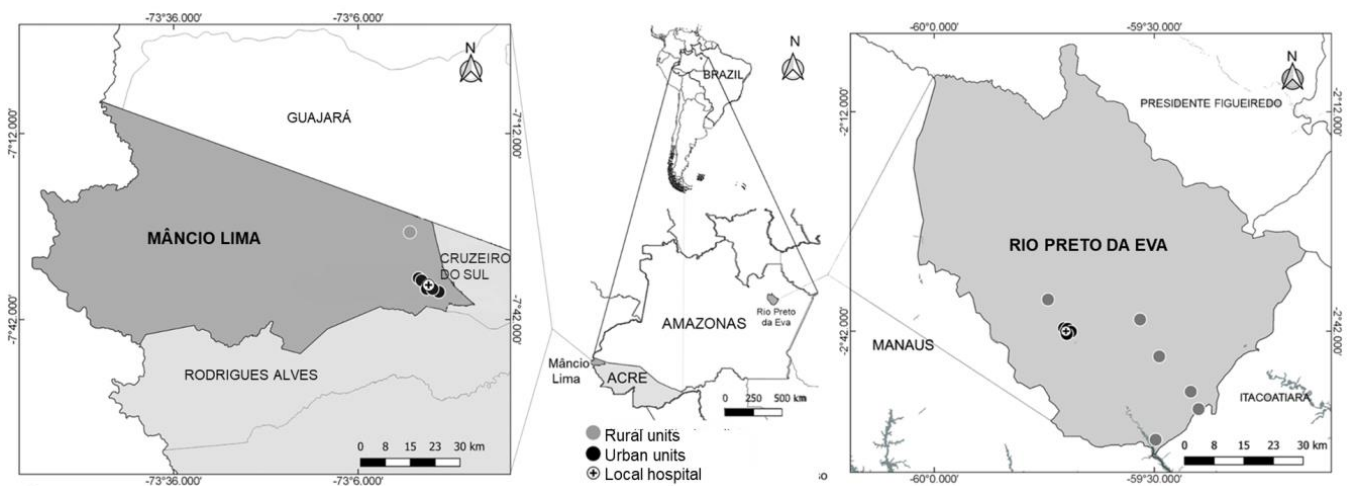 -73°36.000'
-73°6.000'
N
GUAJARÁ
-7°12.000'
-7°12.000'
MÂNCIO LIMA
CRUZEIRO
DO SUL
-7°42.000'
-7°42.000'
RODRIGUES ALVES
0 8 15 23 30 km
-73°36.000'
-73°6.000'
N
BRAZIL
AMAZONAS
Rio Preto
da Eva
Mâncio
Lima
ACRE
0 250 500 km
Rural units
Urban units
Local hospital
so
-60°0.000'
-59°30.000'
N
PRESIDENTE FIGUEIREDO
-2°12.000'
-2°12.000'
RIO PRETO DA EVA
-2°42.000'
-2°42.000'
MANAUS
ITACOATIARA
0 8 15 23 30 km
-60°0.000'
-59°30.000'